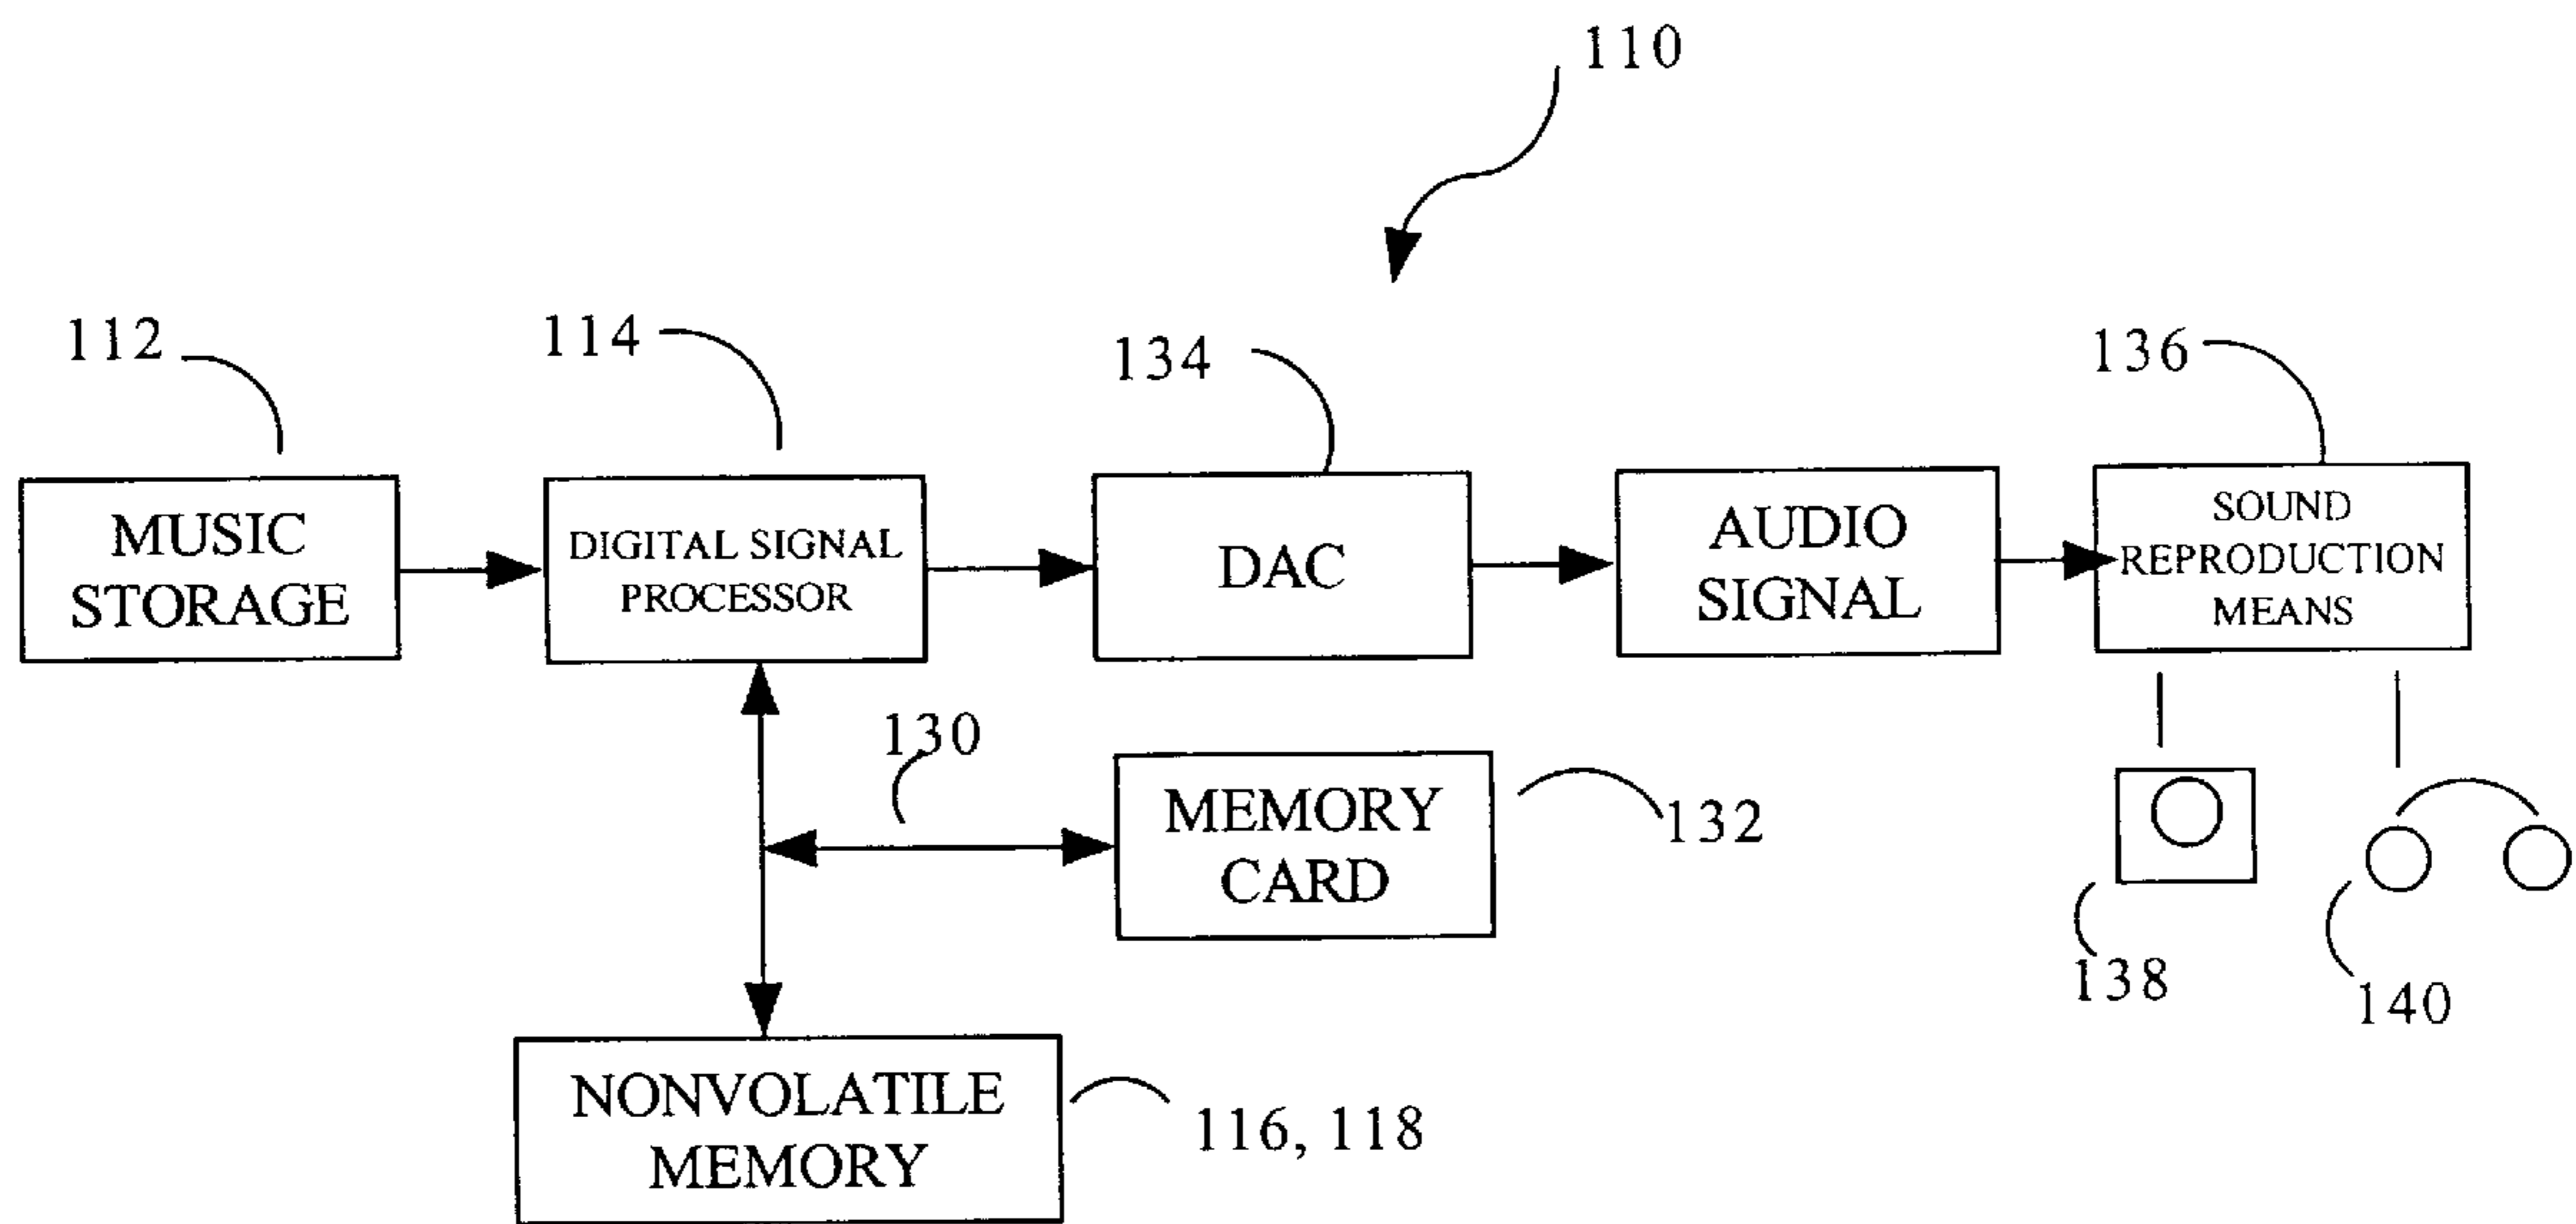 110
112
114
134
136
MUSIC
STORAGE
DIGITAL SIGNAL
PROCESSOR
DAC
AUDIO
SIGNAL
SOUND
REPRODUCTION
MEANS
130
MEMORY
CARD
132
138
140
NONVOLATILE
MEMORY
116, 118